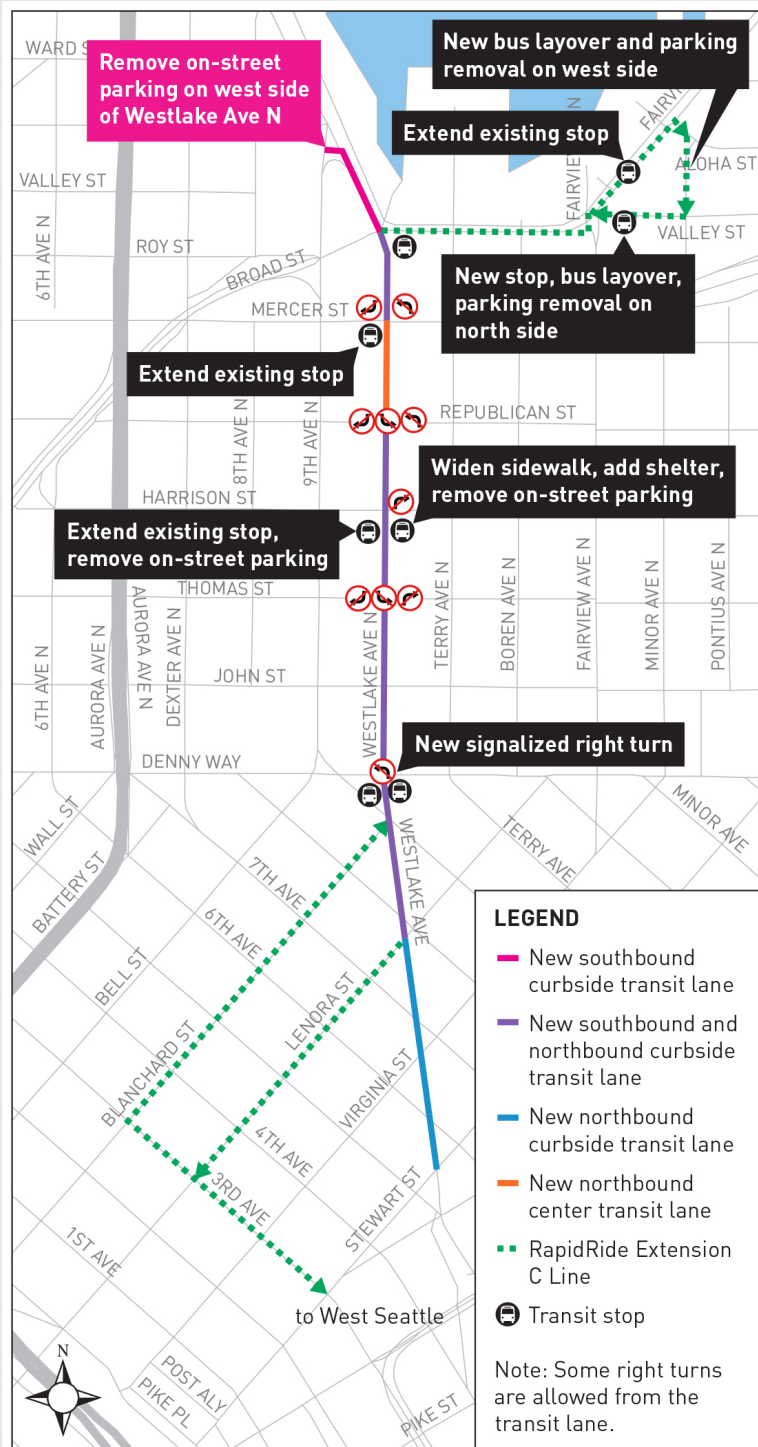 WARD S
Remove on-street
parking on west side
of Westlake Ave N
New bus layover and parking
removal on west side
Extend existing stop
FAIRVI
FAIRVIEW N
ALOHA ST
VALLEY ST
VALLEY ST
6TH AVE N
ROY ST
BROAD ST
New stop, bus layover,
parking removal on
north side
MERCER ST
Extend existing stop
REPUBLICAN ST
8TH AVE N
9TH AVE N
Widen sidewalk, add shelter,
remove on-street parking
HARRISON ST
Extend existing stop,
remove on-street parking
THOMAS ST
6TH AVE N
AURORA AVE N
AURORA AVE N
DEXTER AVE N
WESTLAKE AVE N
TERRY AVE N
BOREN AVE N
FAIRVIEW AVE N
MINOR AVE N
PONTIUS AVE N
JOHN ST
New signalized right turn
DENNY WAY
WALL ST
BATTERY ST
7TH AVE
6TH AVE
WESTLAKE AVE
TERRY AVE
MINOR AVE
BELL ST
BLANCHARD ST
LENORA ST
VIRGINIA ST
4TH AVE
3RD AVE
STEWART ST
1ST AVE
to West Seattle
POST ALY
PIKE PL
PIKE ST
N
LEGEND
New southbound
curbside transit lane
New southbound and
northbound curbside
transit lane
New northbound
curbside transit lane
New northbound
center transit lane
RapidRide Extension
C Line
Transit stop
Note: Some right turns
are allowed from the
transit lane.